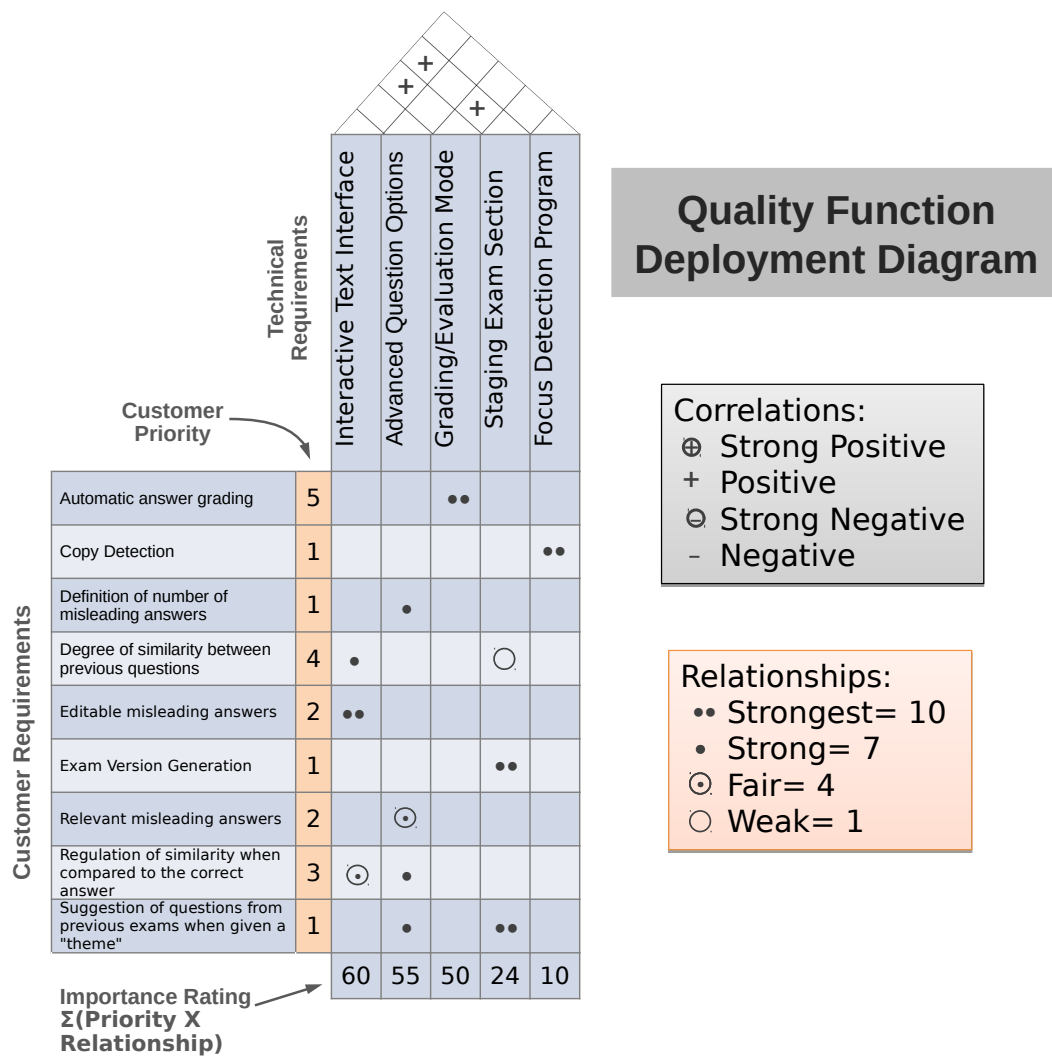 +
+
+
Technical
Requirements
Interactive Text Interface
Advanced Question Options
Grading/Evaluation Mode
Staging Exam Section
Focus Detection Program
Quality Function
Deployment Diagram
Customer
Priority
Correlations:
⊕ Strong Positive
+ Positive
⊖ Strong Negative
– Negative
Customer Requirements
Automatic answer grading
5
••
Copy Detection
1
••
Definition of number of
misleading answers
1
•
Degree of similarity between
previous questions
4
• ○
Editable misleading answers
2
••
Exam Version Generation
1
••
Relevant misleading answers
2
☉
Regulation of similarity when
compared to the correct
answer
3
☉ •
Suggestion of questions from
previous exams when given a
"theme"
1
• ••
Relationships:
•• Strongest= 10
• Strong= 7
☉ Fair= 4
○ Weak= 1
60 55 50 24 10
Importance Rating
Σ(Priority X
Relationship)